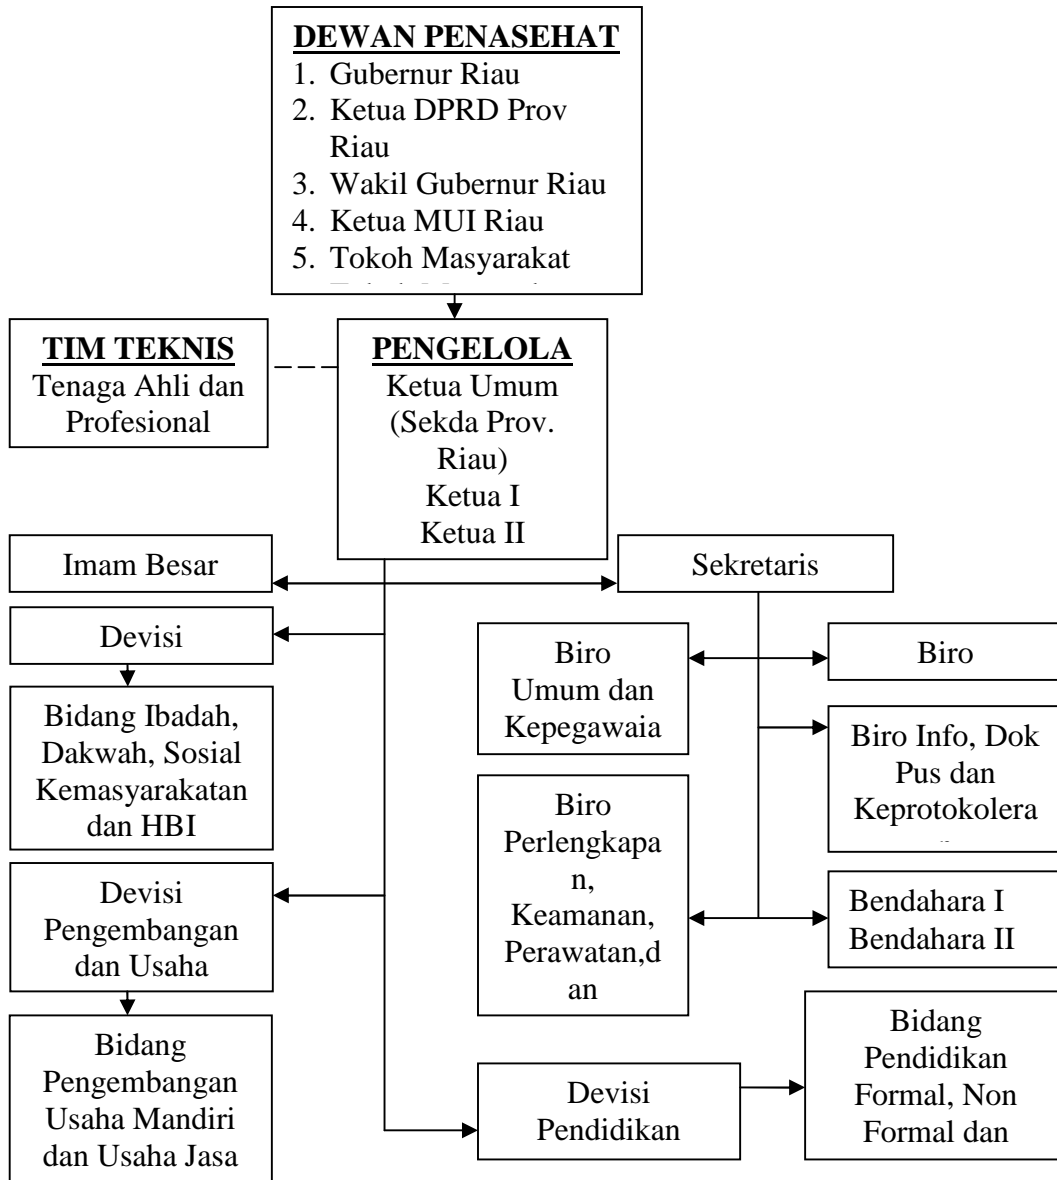 DEWAN PENASEHAT
1. Gubernur Riau
2. Ketua DPRD Prov
Riau
3. Wakil Gubernur Riau
4. Ketua MUI Riau
5. Tokoh Masyarakat
TIM TEKNIS
Tenaga Ahli dan
Profesional
PENGELOLA
Ketua Umum
(Sekda Prov.
Riau)
Ketua I
Ketua II
Imam Besar
Sekretaris
Devisi
Biro
Umum dan
Kepegawaia
Biro
Bidang Ibadah,
Dakwah, Sosial
Kemasyarakatan
dan HBI
Biro Info, Dok
Pus dan
Keprotokolera
Biro
Perlengkapa
n,
Keamanan,
Perawatan,d
an
Devisi
Pengembangan
dan Usaha
Bendahara I
Bendahara II
Bidang
Pengembangan
Usaha Mandiri
dan Usaha Jasa
Devisi
Pendidikan
Bidang
Pendidikan
Formal, Non
Formal dan